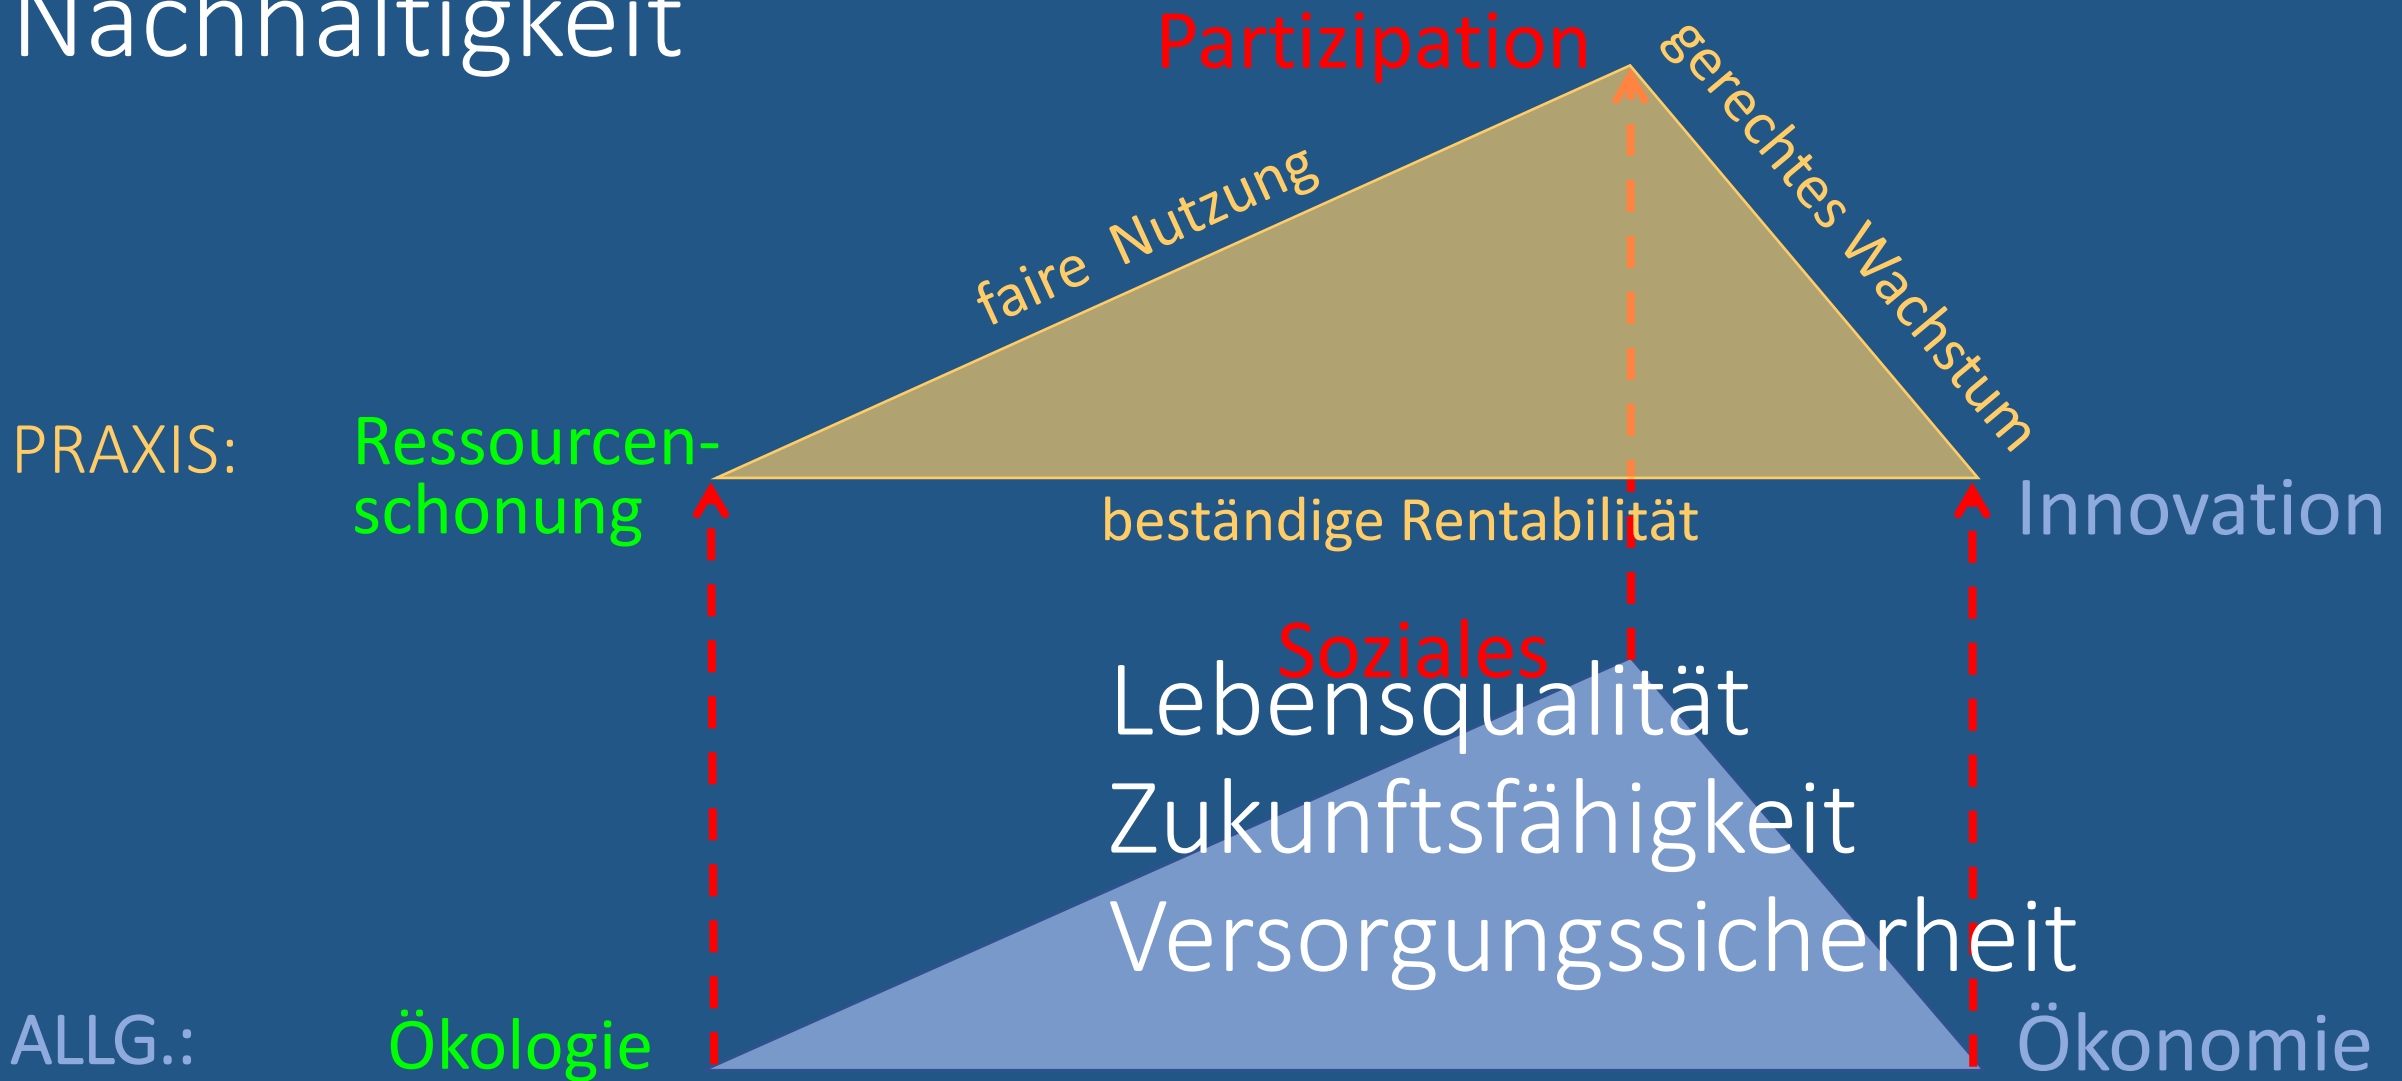 Nachhaltigkeit
Partizipation
gerechtes Wachstum
faire Nutzung
PRAXIS:
Ressourcen-
schonung
beständige Rentabilität
Innovation
Soziales
Lebensqualität
Zukunftsfähigkeit
Versorgungssicherheit
ALLG.:
Ökologie
Ökonomie